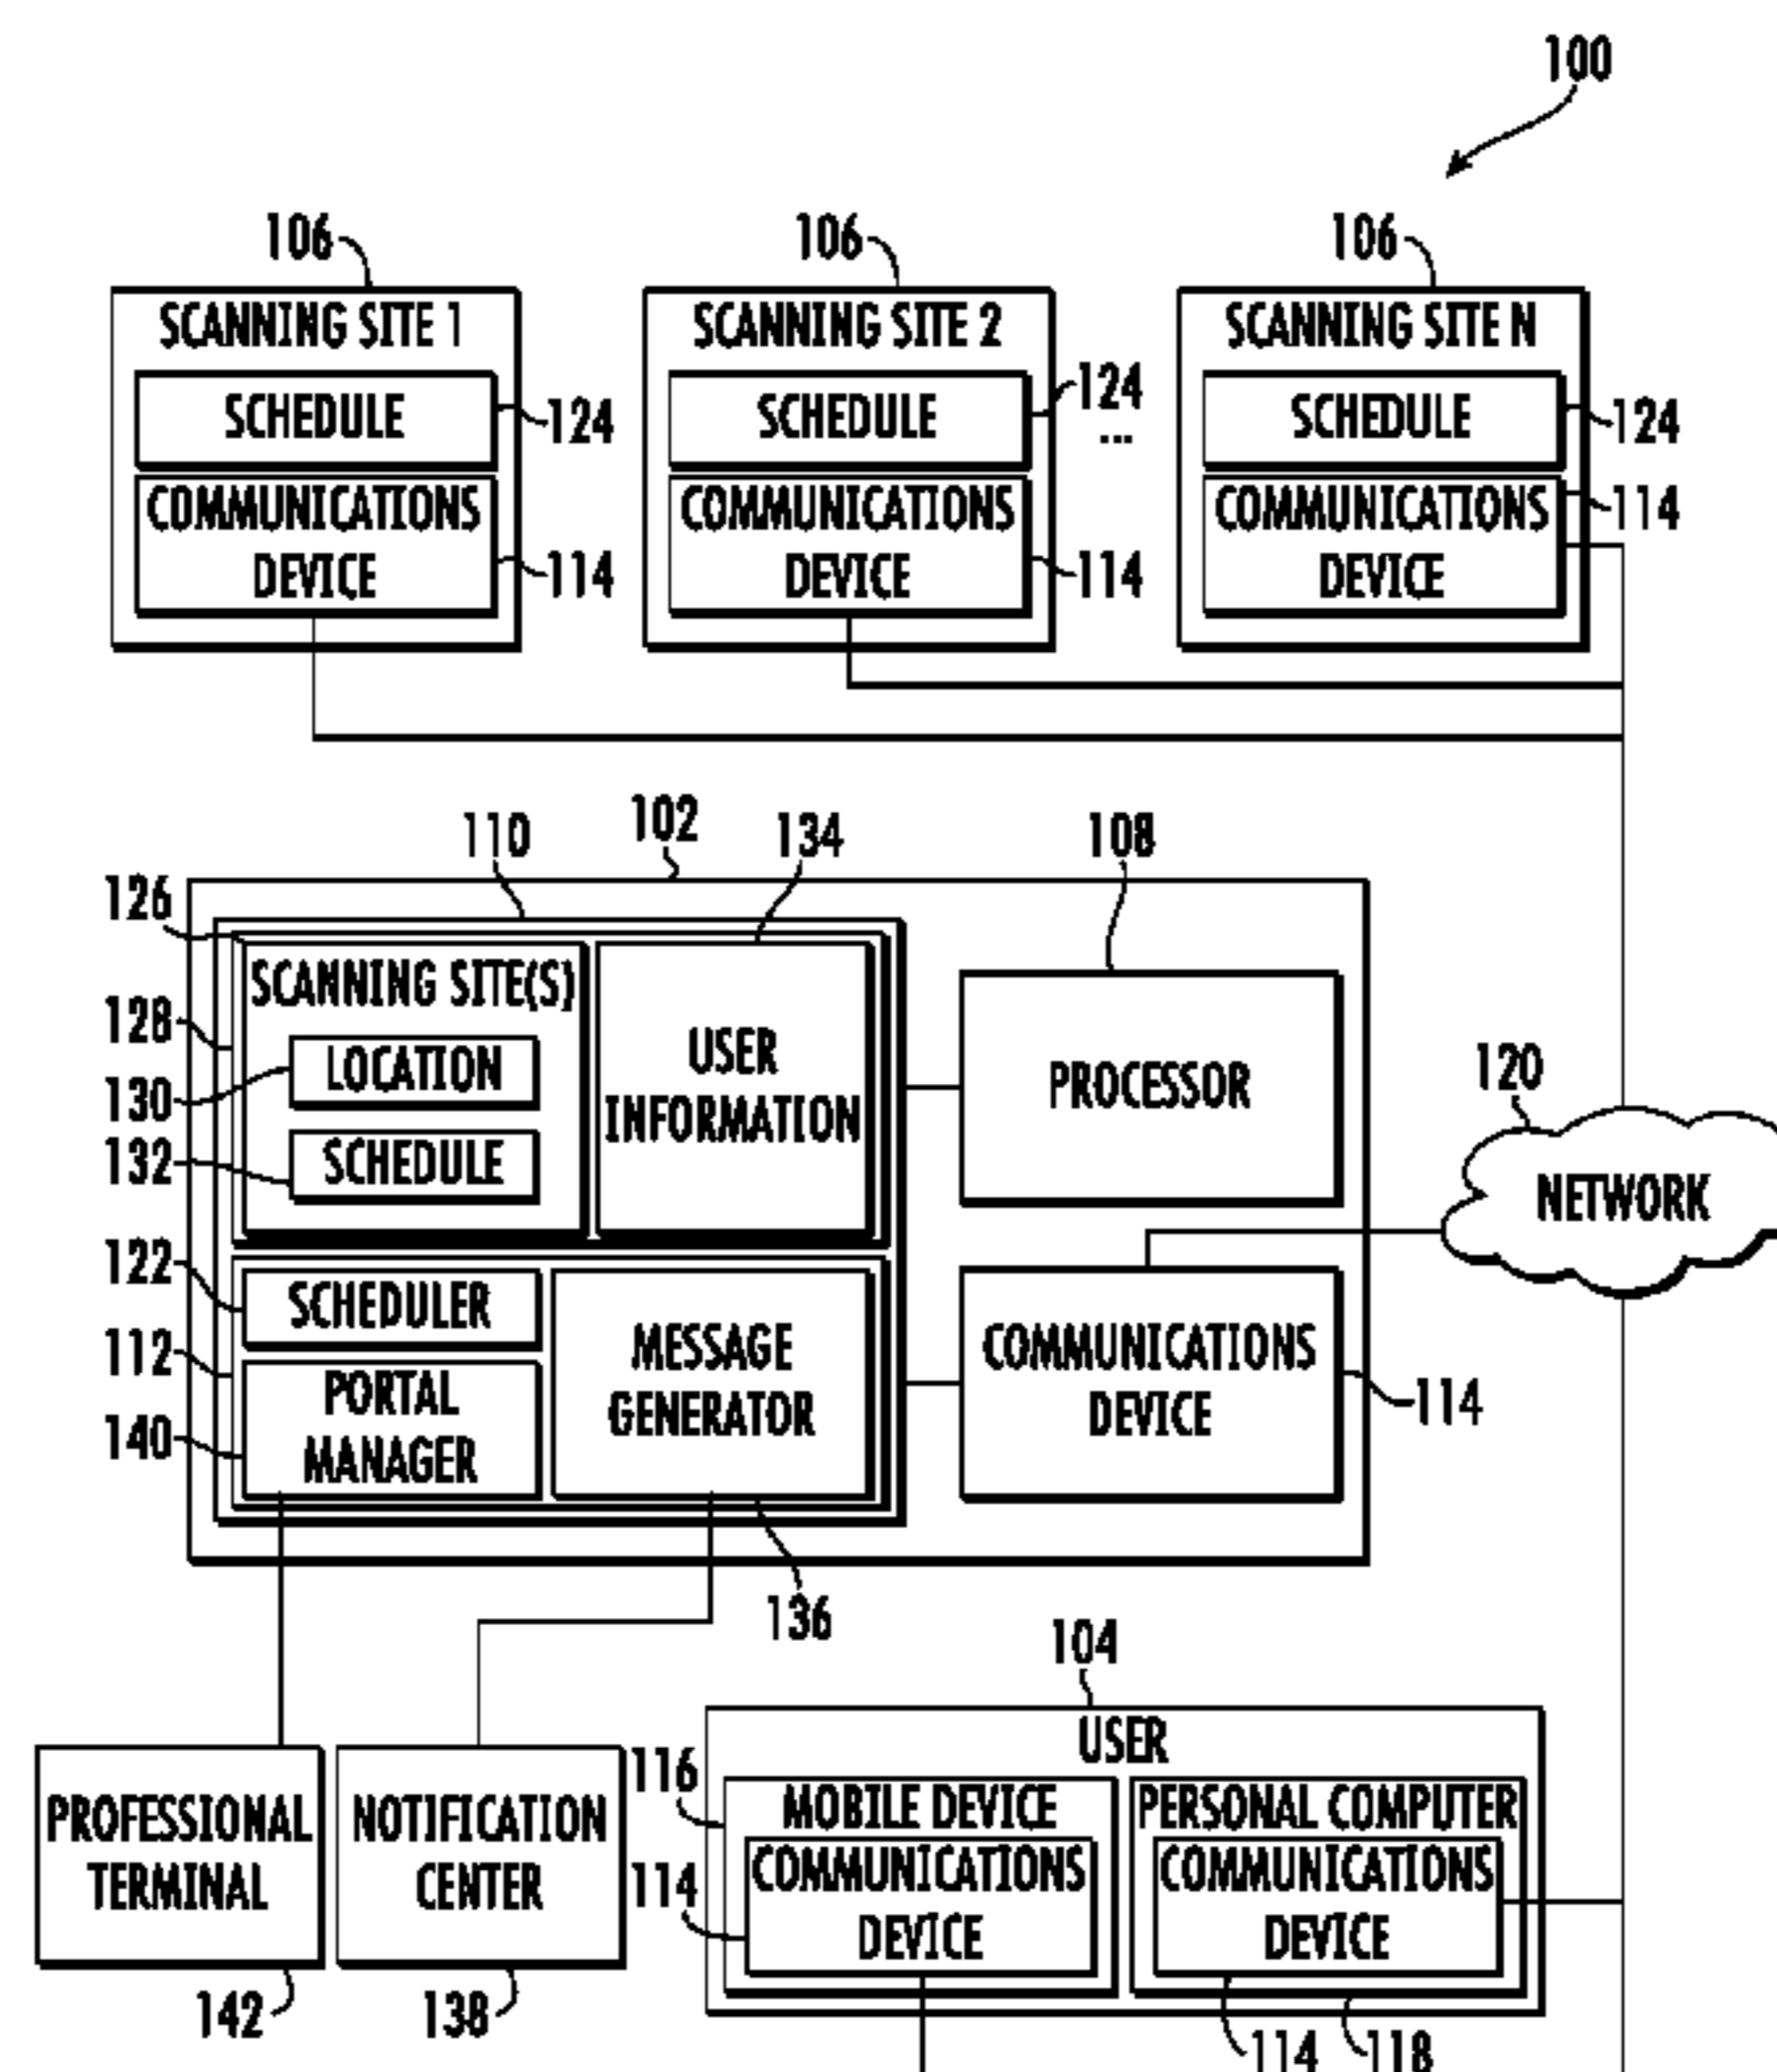 100
106
106
106
SCANNING SITE 1
SCANNING SITE 2
SCANNING SITE N
SCHEDULE
124
SCHEDULE
124
...
SCHEDULE
124
COMMUNICATIONS
DEVICE
114
COMMUNICATIONS
DEVICE
114
COMMUNICATIONS
DEVICE
114
110
102
134
108
126
SCANNING SITE(S)
128
LOCATION
130
SCHEDULE
132
USER
INFORMATION
PROCESSOR
120
NETWORK
122
SCHEDULER
112
PORTAL
MANAGER
140
MESSAGE
GENERATOR
COMMUNICATIONS
DEVICE
114
136
104
USER
PROFESSIONAL
TERMINAL
142
NOTIFICATION
CENTER
138
116
MOBILE DEVICE
COMMUNICATIONS
DEVICE
114
PERSONAL COMPUTER
COMMUNICATIONS
DEVICE
114
118